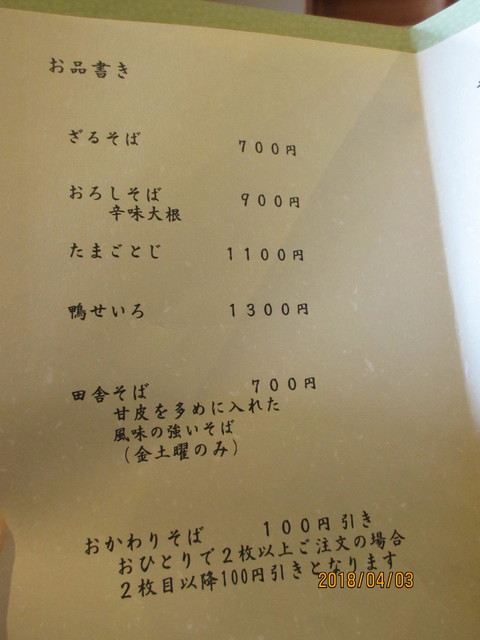 お品書き
ざるそば 700円
おろしそば 900円
辛味大根
たまごとじ 1100円
鴨せいろ 1300円
田舎そば 700円
甘皮を多めに入れた
風味の強いそば
(金土曜のみ)
おかわりそば 100円引き
おひとりで2枚以上ご注文の場合
2枚目以降100円引きとなります
2018/04/03